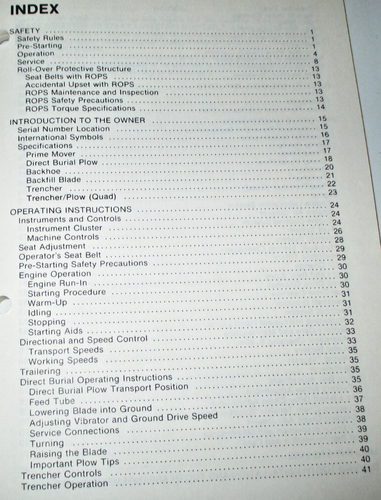 INDEX
SAFETY ........ 1
Safety Rules ........ 1
Pre-Starting ........ 1
Operation ........ 4
Service ........ 8
Roll-Over Protective Structure ........ 13
Seat Belts with ROPS ........ 13
Accidental Upset with ROPS ........ 13
ROPS Maintenance and Inspection ........ 13
ROPS Safety Precautions ........ 13
ROPS Torque Specifications ........ 14
INTRODUCTION TO THE OWNER ........ 15
Serial Number Location ........ 15
International Symbols ........ 16
Specifications ........ 17
Prime Mover ........ 17
Direct Burial Plow ........ 18
Backhoe ........ 20
Backfill Blade ........ 21
Trencher ........ 22
Trencher/Plow (Quad) ........ 23
OPERATING INSTRUCTIONS ........ 24
Instruments and Controls ........ 24
Instrument Cluster ........ 24
Machine Controls ........ 26
Seat Adjustment ........ 28
Operator's Seat Belt ........ 29
Pre-Starting Safety Precautions ........ 29
Engine Operation ........ 30
Engine Run-In ........ 30
Starting Procedure ........ 30
Warm-Up ........ 31
Idling ........ 31
Stopping ........ 31
Starting Aids ........ 32
Directional and Speed Control ........ 33
Transport Speeds ........ 33
Working Speeds ........ 35
Trailering ........ 35
Direct Burial Operating Instructions ........ 35
Direct Burial Plow Transport Position ........ 35
Feed Tube ........ 36
Lowering Blade into Ground ........ 37
Adjusting Vibrator and Ground Drive Speed ........ 38
Service Connections ........ 38
Turning ........ 39
Raising the Blade ........ 39
Important Plow Tips ........ 40
Trencher Controls ........ 40
Trencher Operation ........ 41